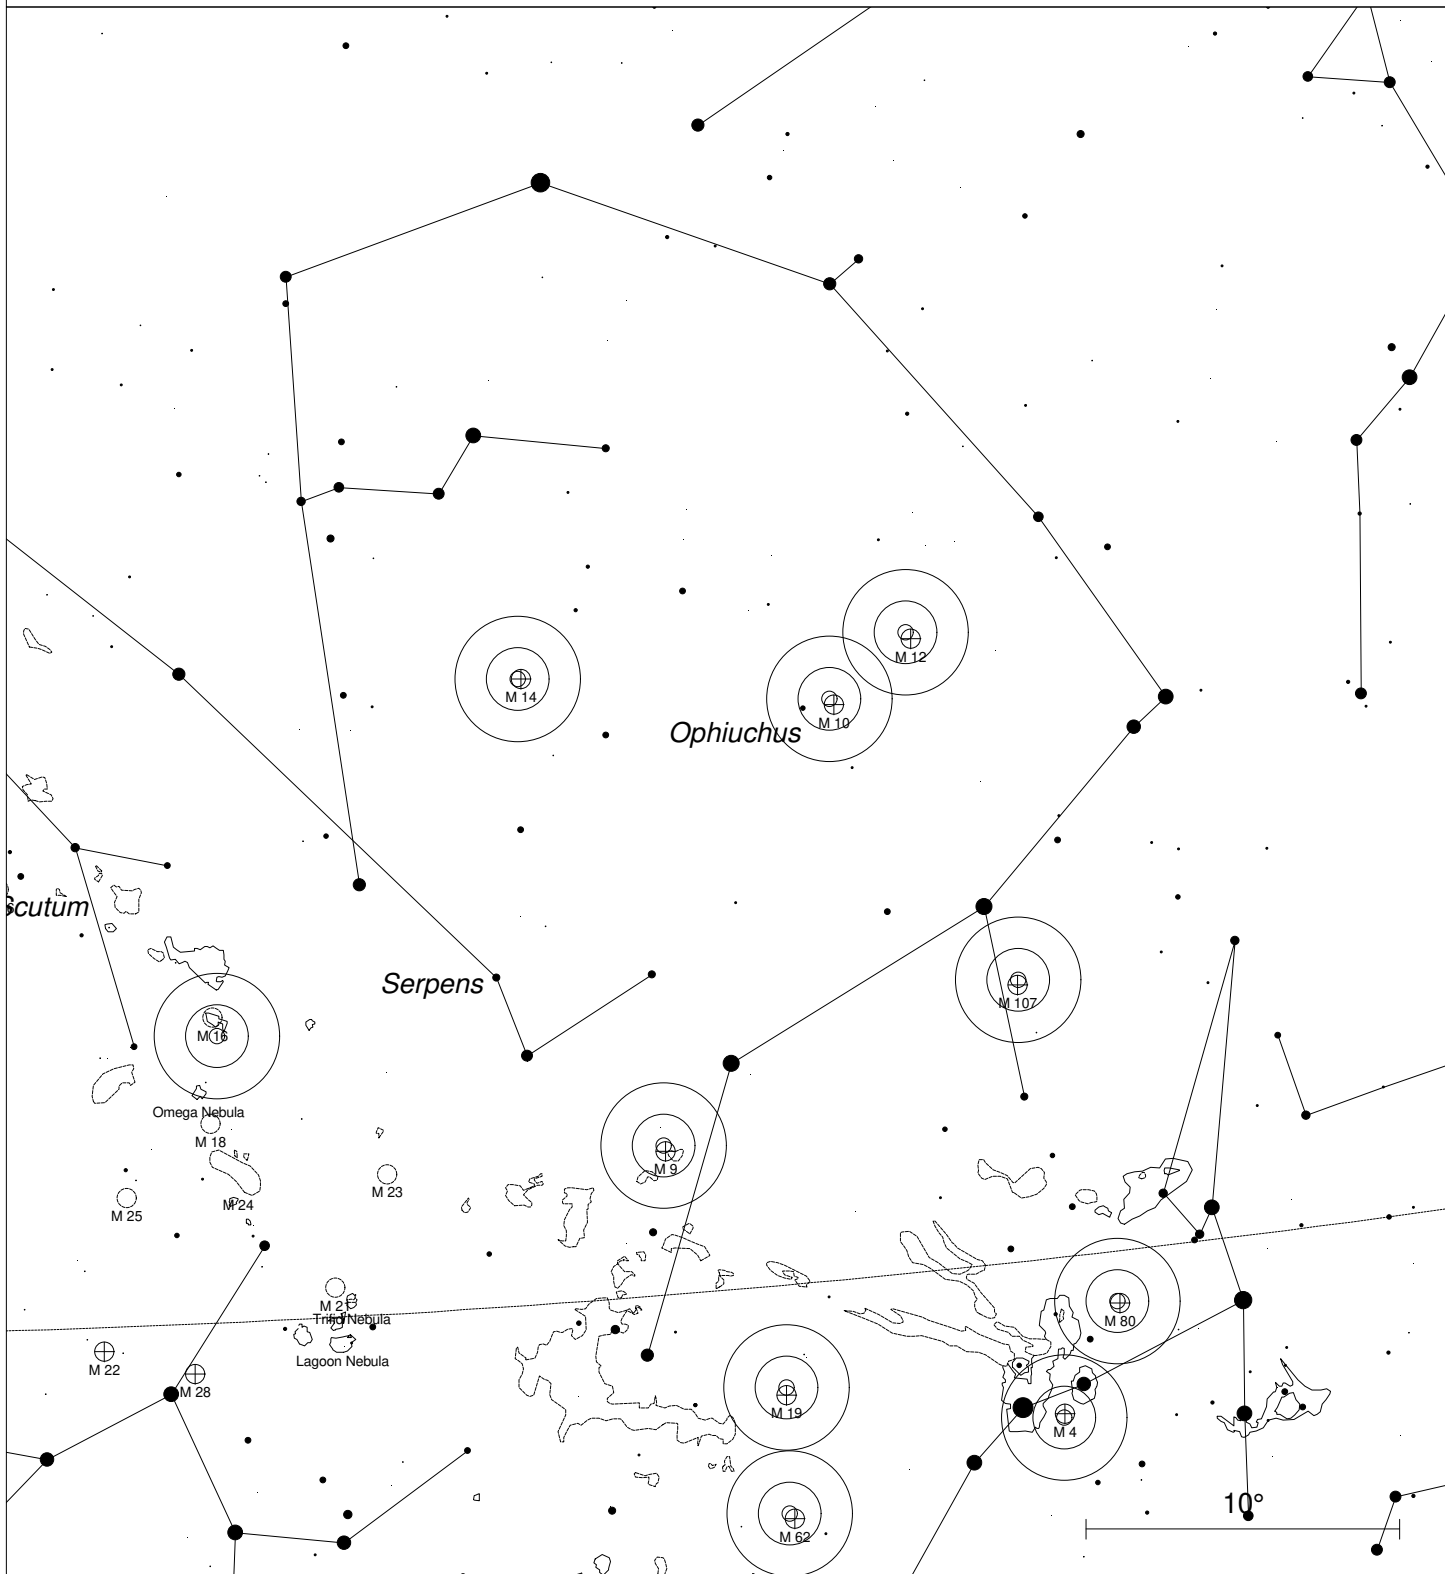 M 12
M 14
M 10
Ophiuchus
Scutum
Serpens
M 107
M 16
Omega Nebula
M 18
M 9
M 23
M 24
M 25
M 21
Trifid Nebula
M 80
Lagoon Nebula
M 22
M 28
M 19
M 4
10°
M 62